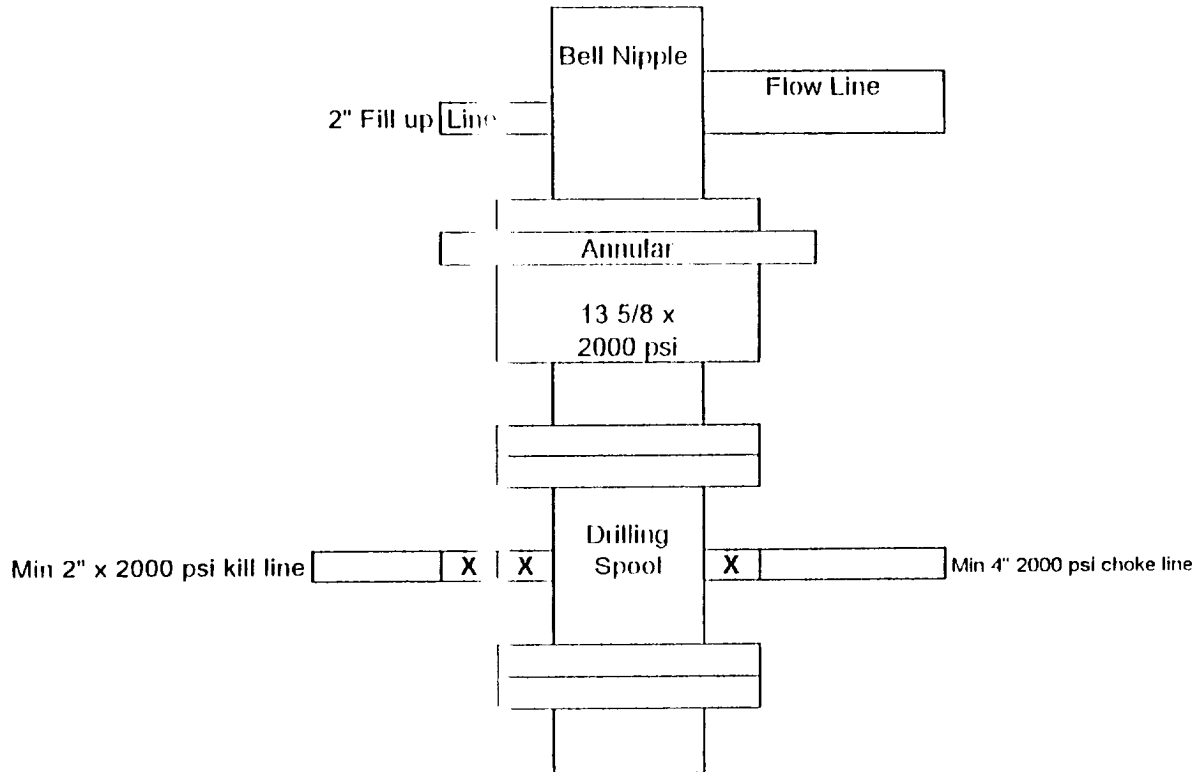 Bell Nipple
Flow Line
2" Fill up Line
Annular
13 5/8 x
2000 psi
Drilling
Spool
Min 2" x 2000 psi kill line
X
X
X
Min 4" 2000 psi choke line